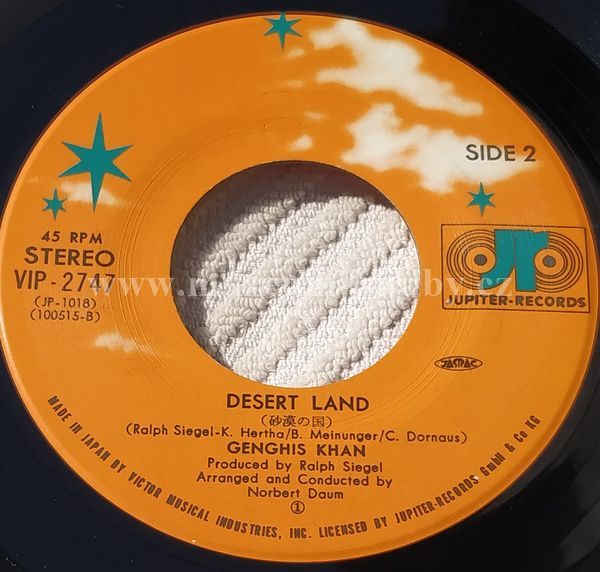 SIDE 2
45 RPM
STEREO
VIP-2747
(JP-1018)
(100515-B)
JUPITER-RECORDS
JASRAC
DESERT LAND
(砂漠の国)
(Ralph Siegel-K. Hertha/B. Meinunger/C. Dornaus)
GENGHIS KHAN
Produced by Ralph Siegel
Arranged and Conducted by
Norbert Daum
①
MADE IN JAPAN BY VICTOR MUSICAL INDUSTRIES, INC. LICENSED BY JUPITER-RECORDS GmbH & Co KG